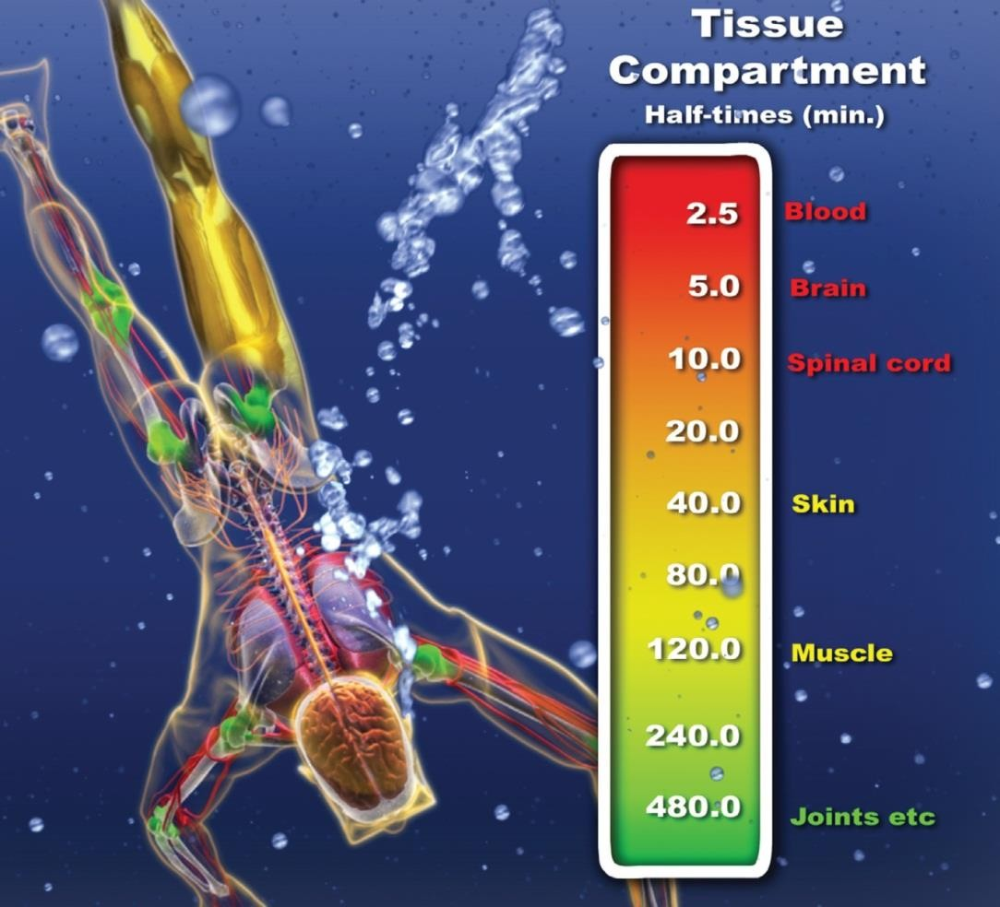 Tissue
Compartment
Half-times (min.)
2.5 Blood
5.0 Brain
10.0 Spinal cord
20.0
40.0 Skin
80.0
120.0 Muscle
240.0
480.0 Joints etc